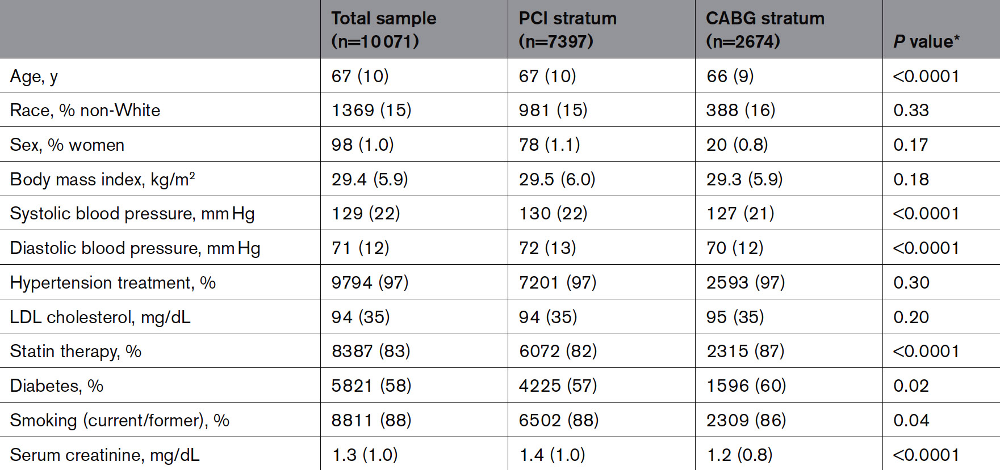 Total sample PCI stratum CABG stratum
(n=10 071) (n=7397) (n=2674) P value*
Age, y 67 (10) 67 (10) 66 (9) <0.0001
Race, % non-White 1369 (15) 981 (15) 388 (16) 0.33
Sex, % women 98 (1.0) 78 (1.1) 20 (0.8) 0.17
Body mass index, kg/m² 29.4 (5.9) 29.5 (6.0) 29.3 (5.9) 0.18
Systolic blood pressure, mm Hg 129 (22) 130 (22) 127 (21) <0.0001
Diastolic blood pressure, mm Hg 71 (12) 72 (13) 70 (12) <0.0001
Hypertension treatment, % 9794 (97) 7201 (97) 2593 (97) 0.30
LDL cholesterol, mg/dL 94 (35) 94 (35) 95 (35) 0.20
Statin therapy, % 8387 (83) 6072 (82) 2315 (87) <0.0001
Diabetes, % 5821 (58) 4225 (57) 1596 (60) 0.02
Smoking (current/former), % 8811 (88) 6502 (88) 2309 (86) 0.04
Serum creatinine, mg/dL 1.3 (1.0) 1.4 (1.0) 1.2 (0.8) <0.0001